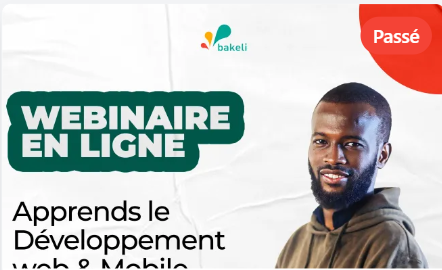 bakeli
Passé
WEBINAIRE
EN LIGNE
Apprends le
Développement
web & Mobile